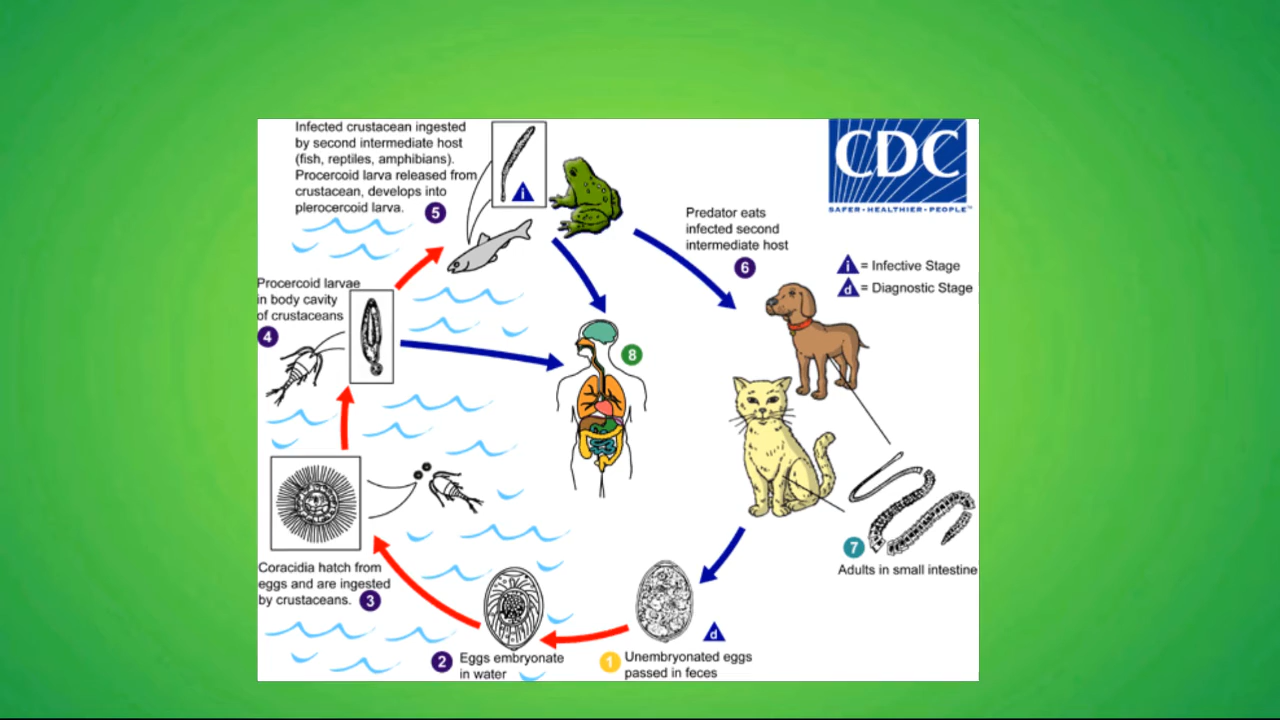 Infected crustacean ingested
by second intermediate host
(fish, reptiles, amphibians).
Procercoid larva released from
crustacean, develops into
plerocercoid larva.
5
i
CDC
SAFER•HEALTHIER•PEOPLE™
Predator eats
infected second
intermediate host
6
i = Infective Stage
d = Diagnostic Stage
Procercoid larvae
in body cavity
of crustaceans
4
8
7
Adults in small intestine
Coracidia hatch from
eggs and are ingested
by crustaceans. 3
d
2 Eggs embryonate
in water
1 Unembryonated eggs
passed in feces